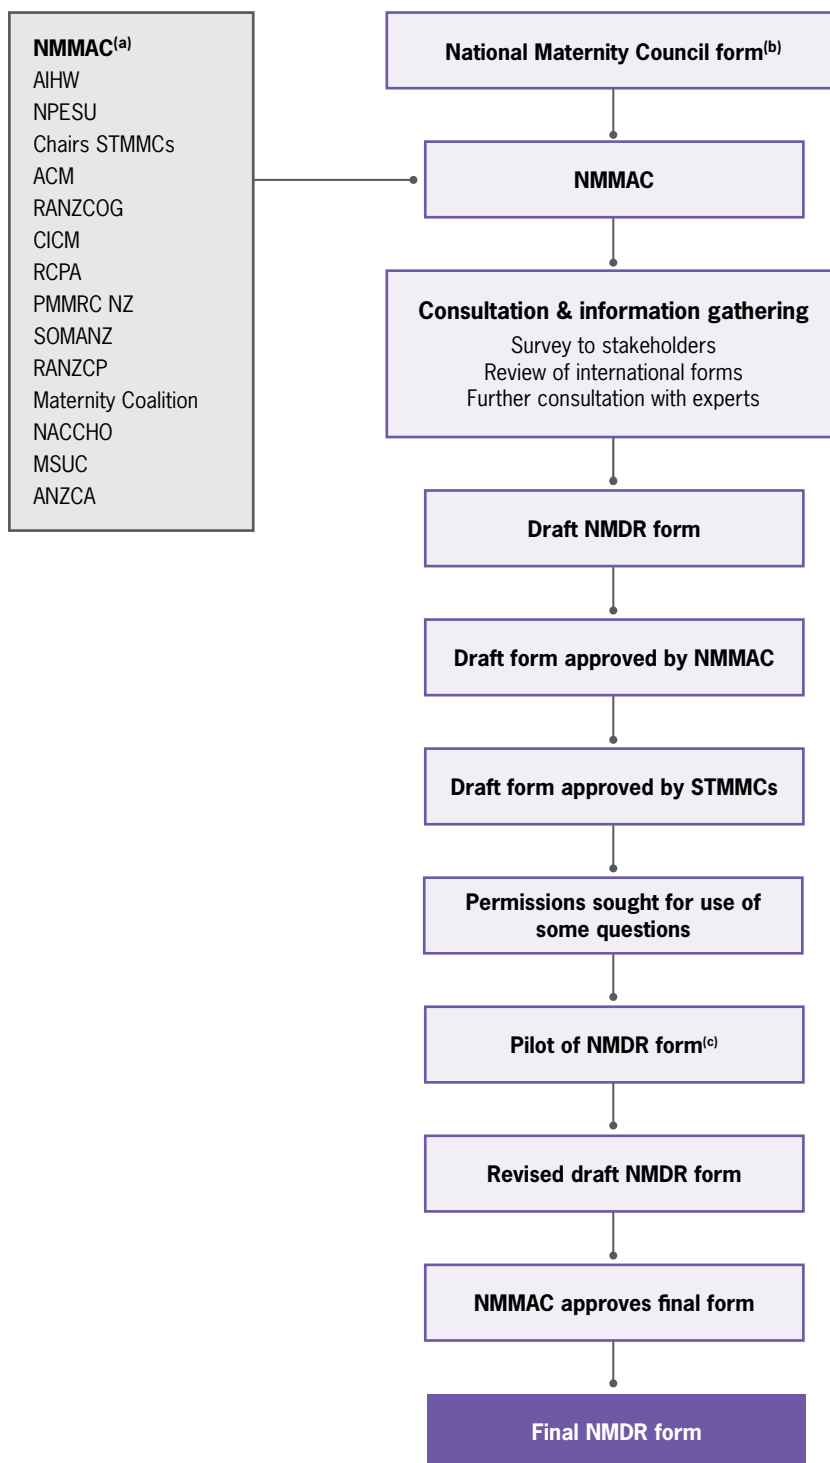 NMMAC(a)
AIHW
NPESU
Chairs STMMCs
ACM
RANZCOG
CICM
RCPA
PMMRC NZ
SOMANZ
RANZCP
Maternity Coalition
NACCHO
MSUC
ANZCA
National Maternity Council form(b)
NMMAC
Consultation & information gathering
Survey to stakeholders
Review of international forms
Further consultation with experts
Draft NMDR form
Draft form approved by NMMAC
Draft form approved by STMMCs
Permissions sought for use of
some questions
Pilot of NMDR form(c)
Revised draft NMDR form
NMMAC approves final form
Final NMDR form